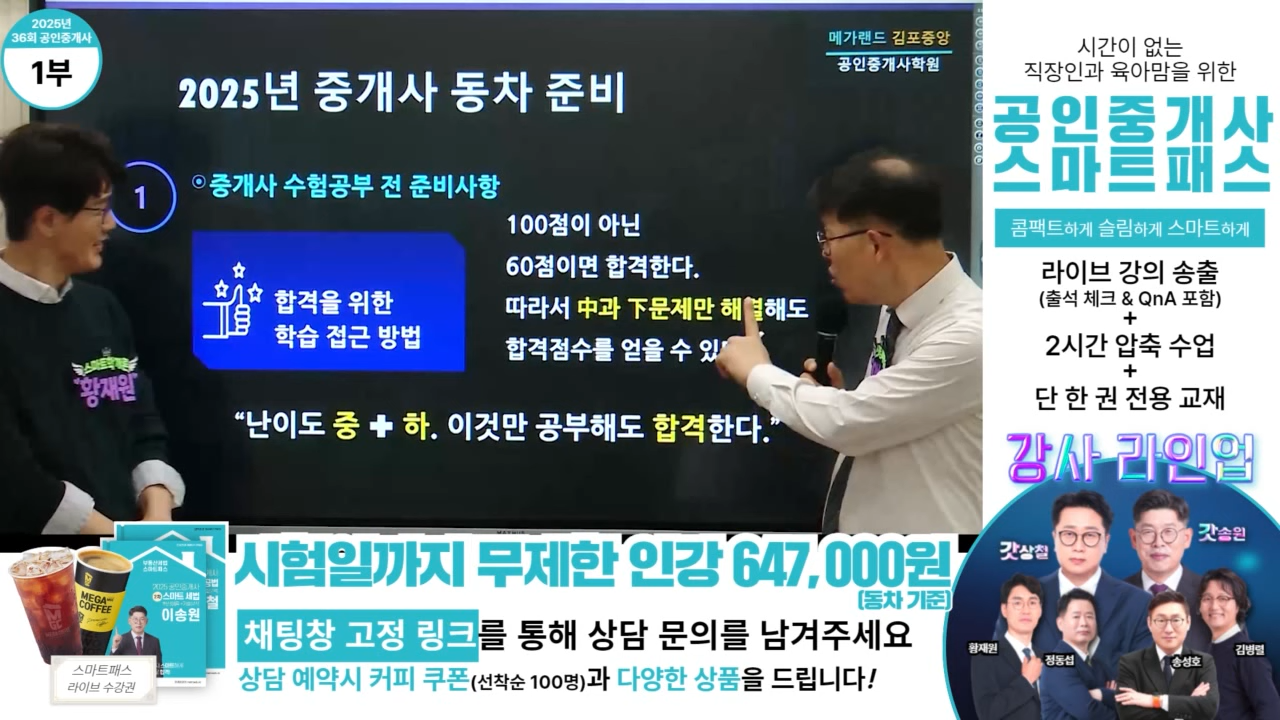 2025년
36회 공인중개사
1부
메가랜드 김포중앙
공인중개사학원
2025년 중개사 동차 준비
1
중개사 수험공부 전 준비사항
합격을 위한
학습 접근 방법
100점이 아닌
60점이면 합격한다.
따라서 中과 下문제만 해결해도
합격점수를 얻을 수
“난이도 중 + 하. 이것만 공부해도 합격한다.”
“황재원”
시간이 없는
직장인과 육아맘을 위한
공인중개사
스마트패스
콤팩트하게 슬림하게 스마트하게
라이브 강의 송출
(출석 체크 & QnA 포함)
+
2시간 압축 수업
+
단 한 권 전용 교재
강사 라인업
갓상철
갓송원
황재원
정동섭
송성호
김병렬
MEGA
COFFEE
스마트 세법
이송원
스마트패스
라이브 수강권
시험일까지 무제한 인강 647,000원
(동차 기준)
채팅창 고정 링크를 통해 상담 문의를 남겨주세요
상담 예약시 커피 쿠폰(선착순 100명)과 다양한 상품을 드립니다!